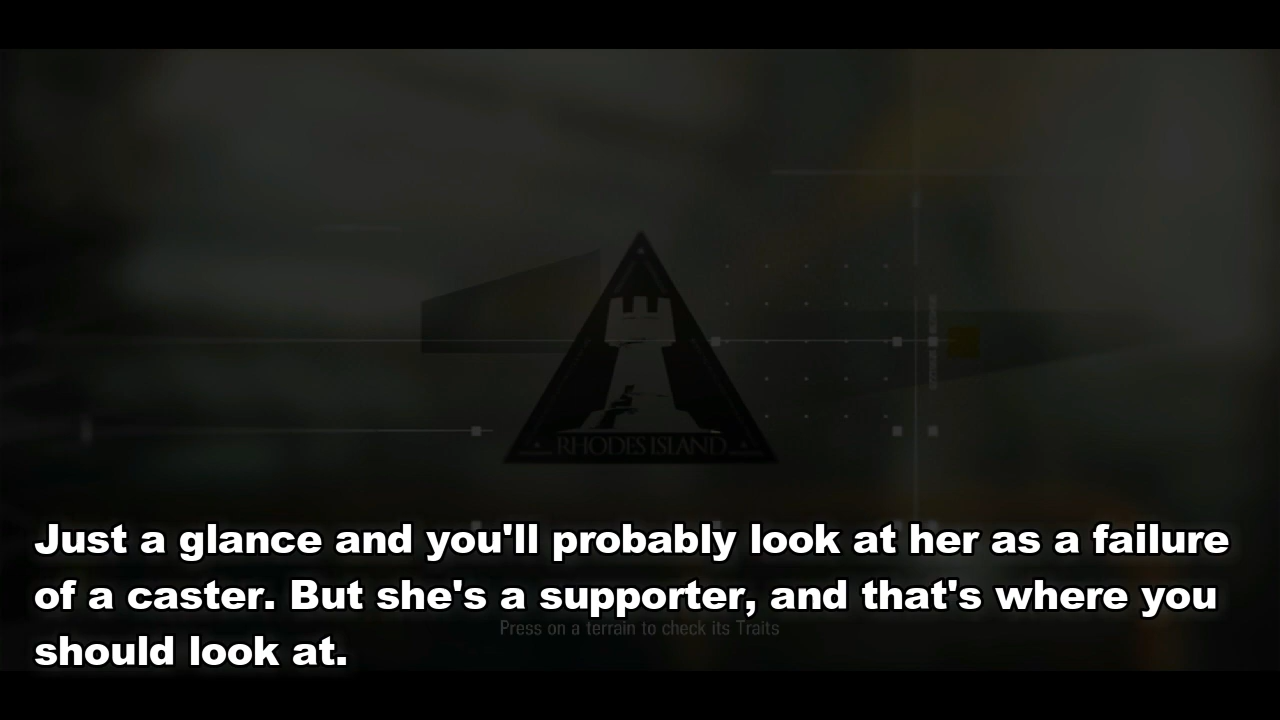 RHODES ISLAND
Just a glance and you'll probably look at her as a failure
of a caster. But she's a supporter, and that's where you
Press on a terrain to check its Traits
should look at.